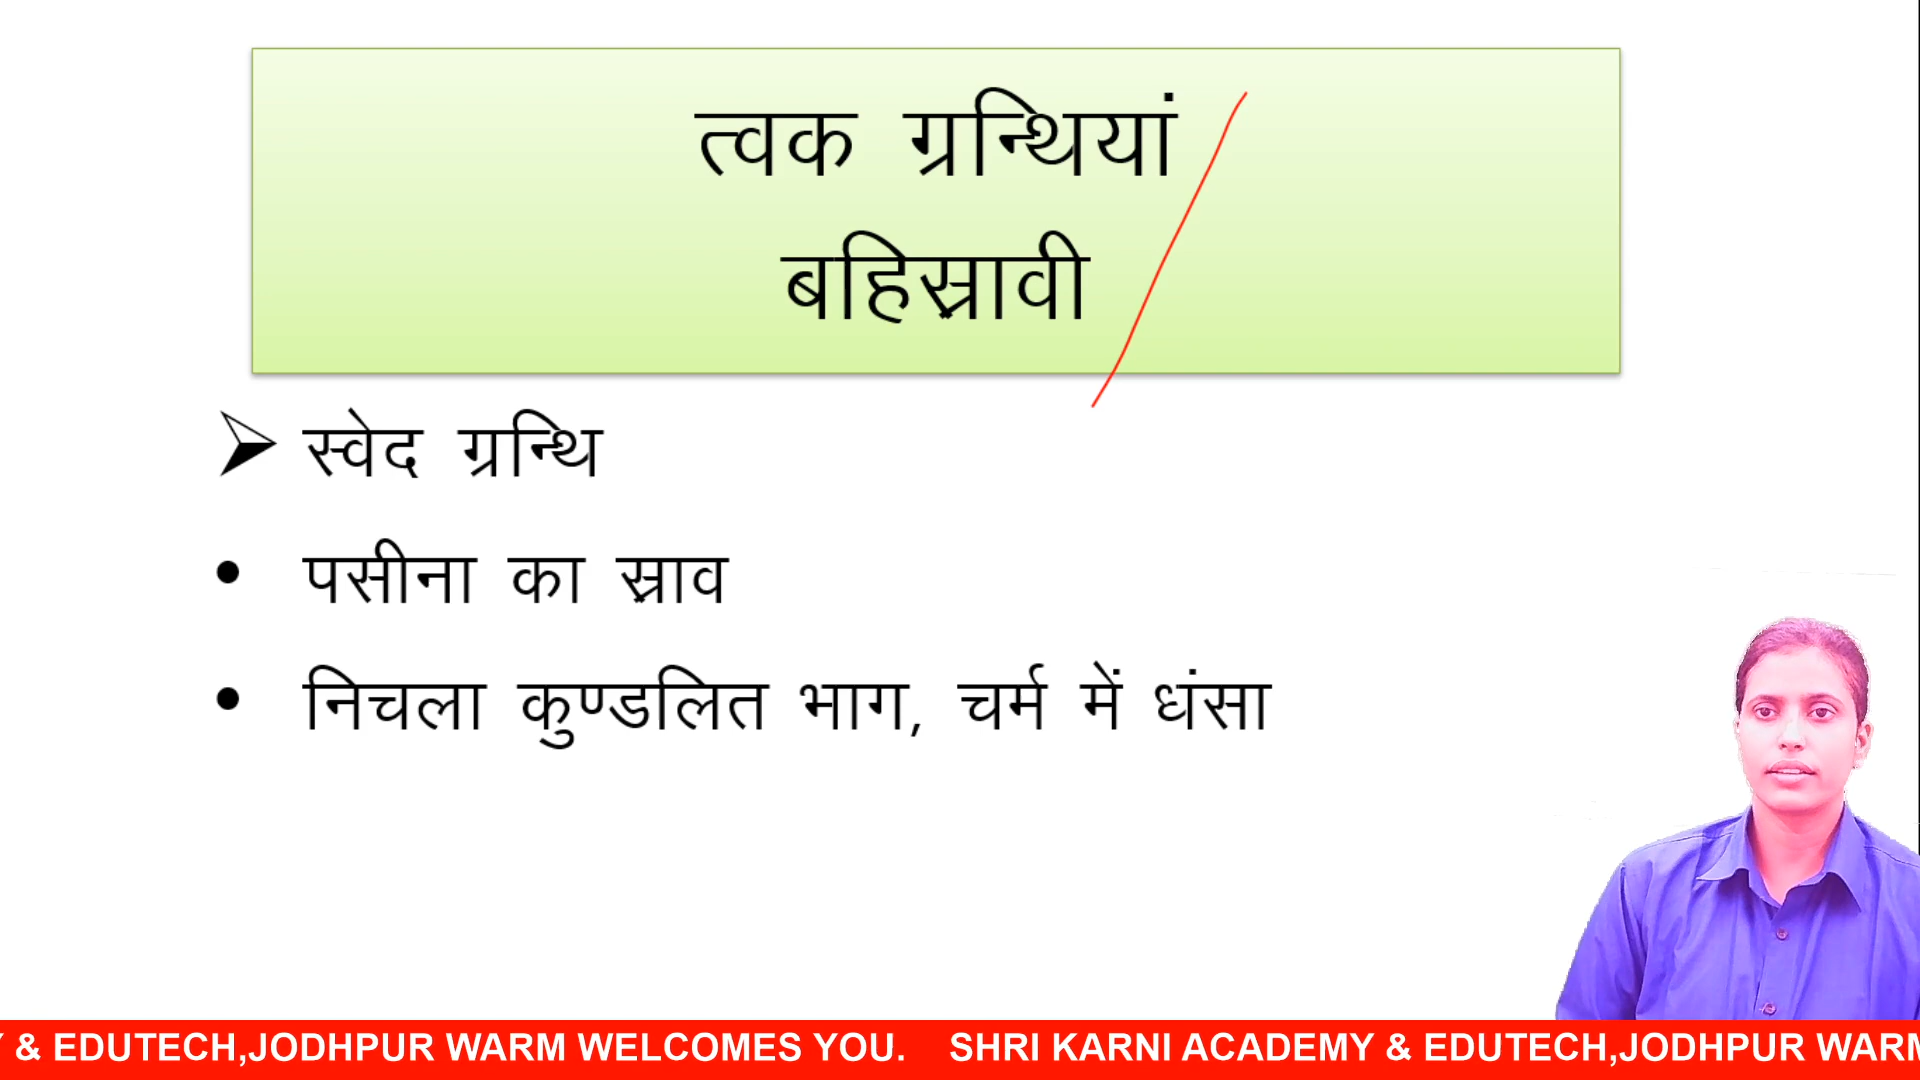 त्वक ग्रन्थियां
बहिस्रावी
स्वेद ग्रन्थि
पसीना का स्राव
निचला कुण्डलित भाग, चर्म में धंसा
& EDUTECH,JODHPUR WARM WELCOMES YOU. SHRI KARNI ACADEMY & EDUTECH,JODHPUR WARM